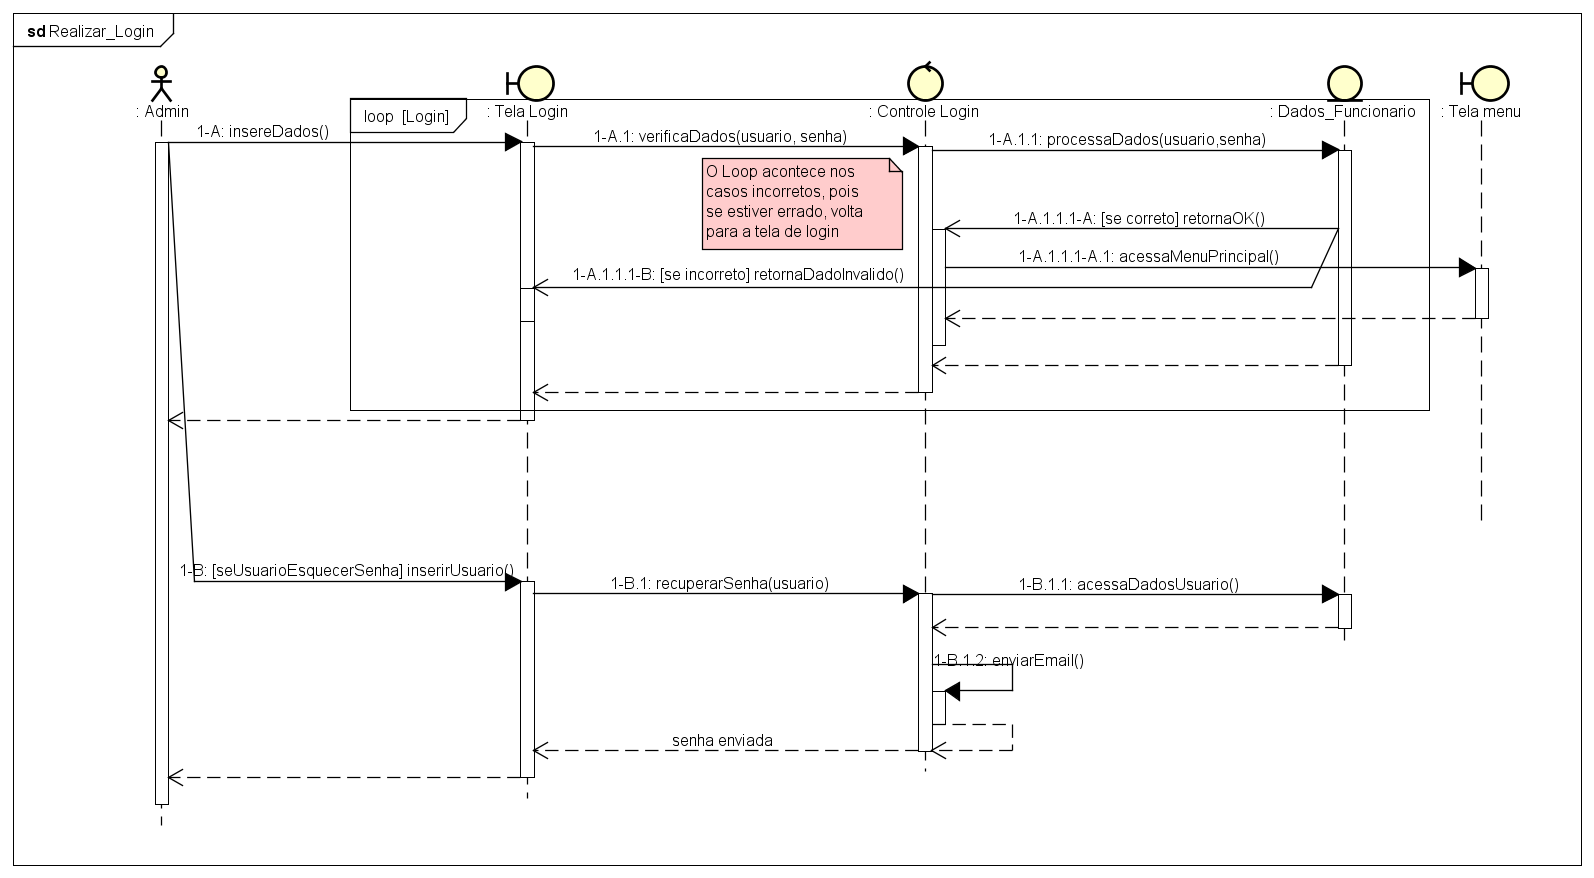 sd Realizar_Login
: Admin
: Tela Login
: Controle Login
: Dados_Funcionario
: Tela menu
loop [Login]
1-A: insereDados()
1-A.1: verificaDados(usuario, senha)
1-A.1.1: processaDados(usuario,senha)
O Loop acontece nos
casos incorretos, pois
se estiver errado, volta
para a tela de login
1-A.1.1.1-A: [se correto] retornaOK()
1-A.1.1.1-A.1: acessaMenuPrincipal()
1-A.1.1.1-B: [se incorreto] retornaDadoInvalido()
1-B: [seUsuarioEsquecerSenha] inserirUsuario()
1-B.1: recuperarSenha(usuario)
1-B.1.1: acessaDadosUsuario()
1-B.1.2: enviarEmail()
senha enviada